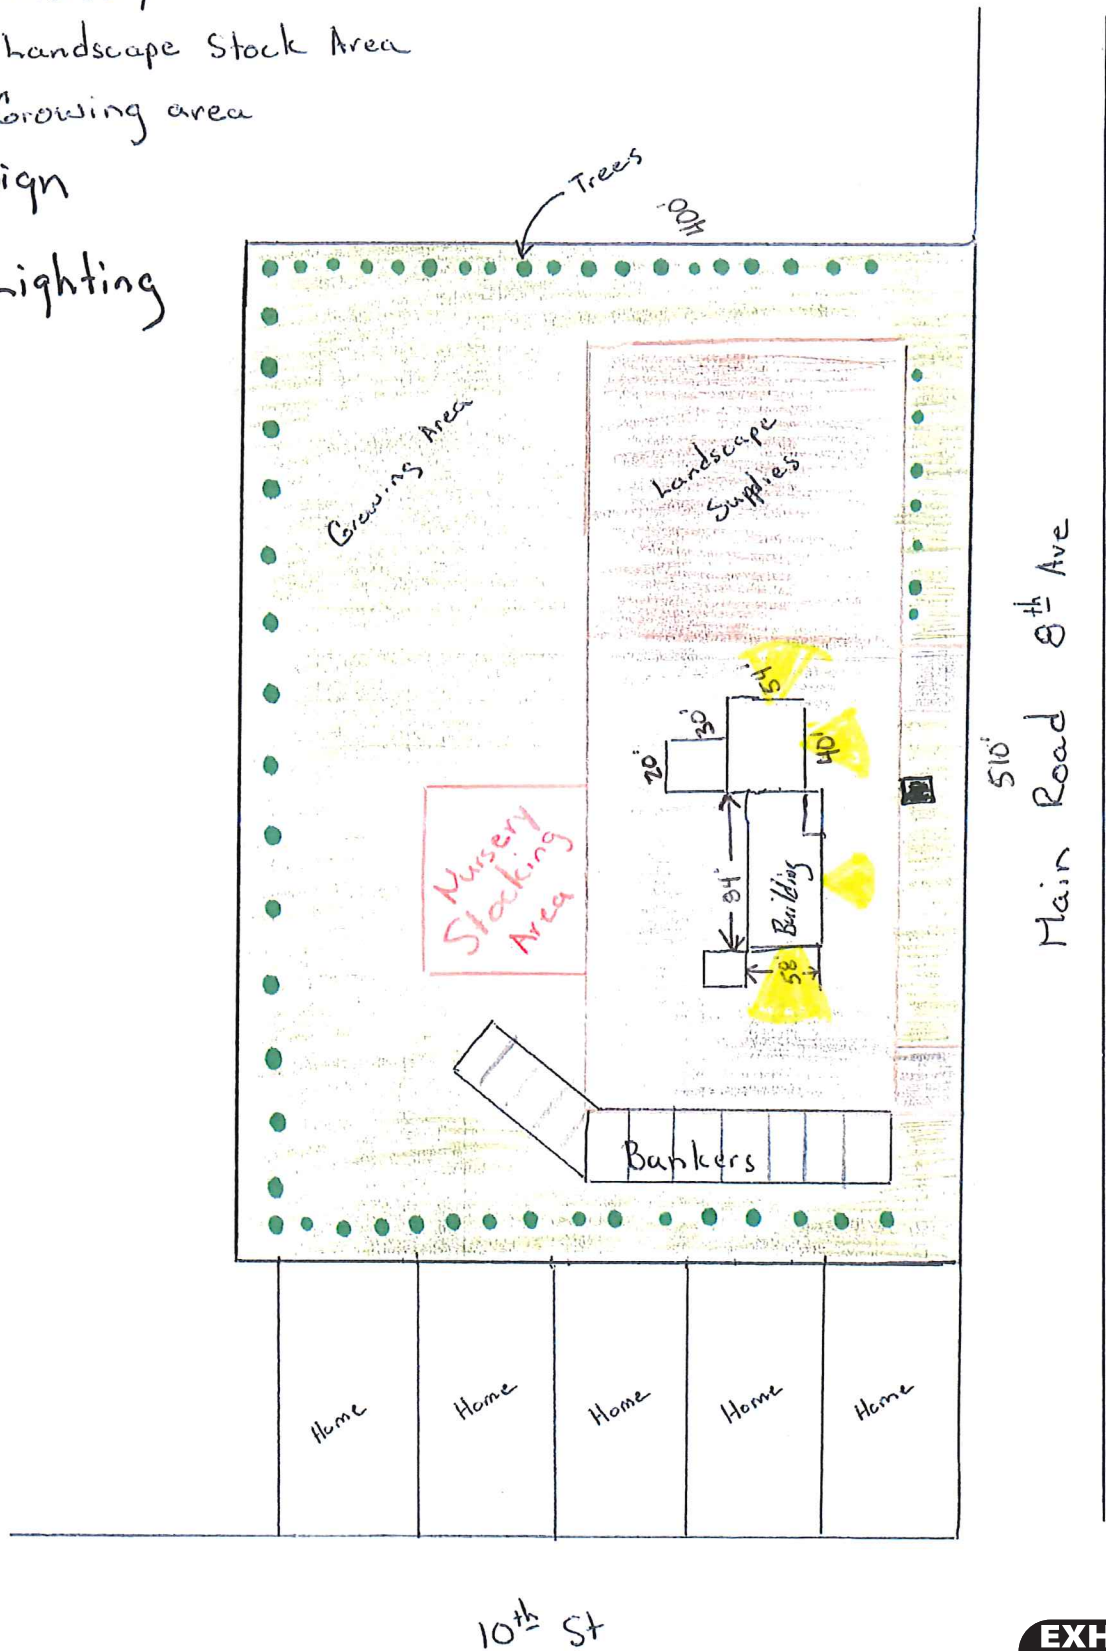 Landscape Stock Area
Growing area
ign
Lighting
Trees
400'
Growing Area
Landscape
Supplies
54'
30'
20'
40'
Nursery
Stocking
Area
84'
Building
58'
Bunkers
510'
Main Road 8th Ave
Home
Home
Home
Home
Home
10th St
EXH